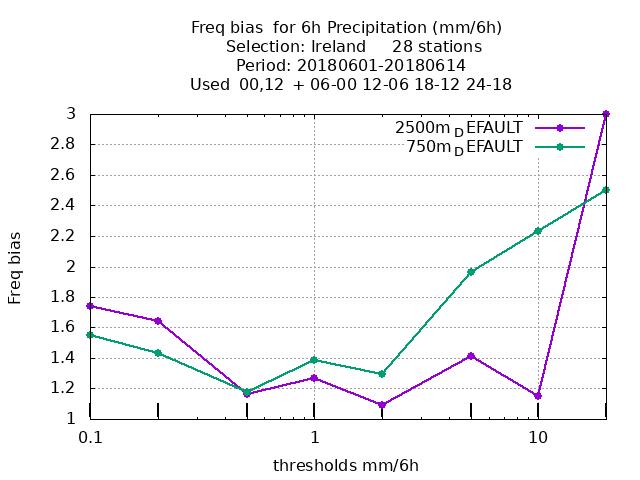 Freq bias  for 6h Precipitation (mm/6h)
Selection: Ireland     28 stations
Period: 20180601-20180614
Used  00,12  + 06-00 12-06 18-12 24-18
2500m_DEFAULT
750m_DEFAULT
3
2.8
2.6
2.4
2.2
2
1.8
1.6
1.4
1.2
1
Freq bias
0.1 1 10
thresholds mm/6h